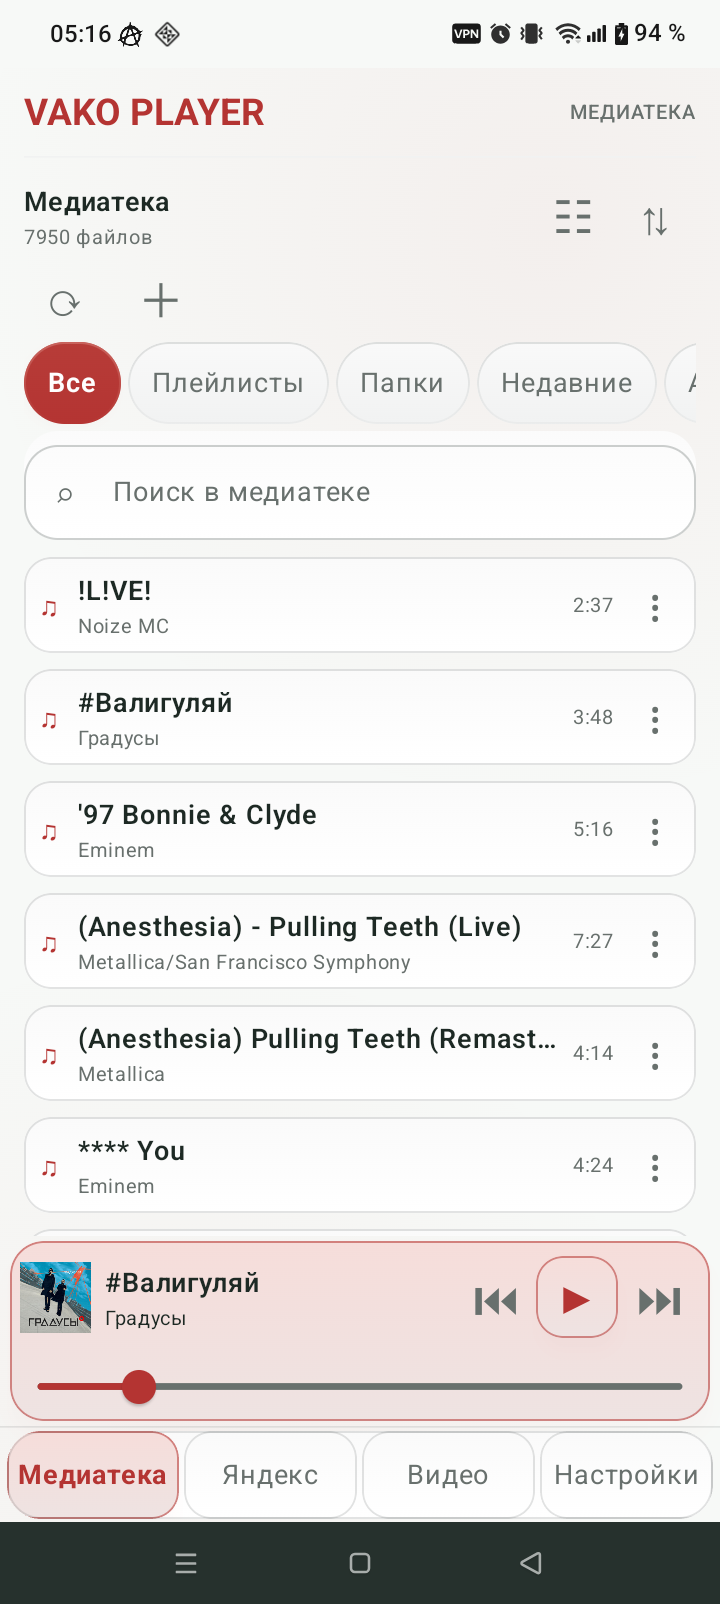 05:16
VPN
94 %
VAKO PLAYER
МЕДИАТЕКА
Медиатека
7950 файлов
Все
Плейлисты
Папки
Недавние
Поиск в медиатеке
!L!VE!
2:37
Noize MC
#Валигуляй
3:48
Градусы
'97 Bonnie & Clyde
5:16
Eminem
(Anesthesia) - Pulling Teeth (Live)
7:27
Metallica/San Francisco Symphony
(Anesthesia) Pulling Teeth (Remast…
4:14
Metallica
**** You
4:24
Eminem
#Валигуляй
Градусы
ГРАДУСЫ
Медиатека
Яндекс
Видео
Настройки